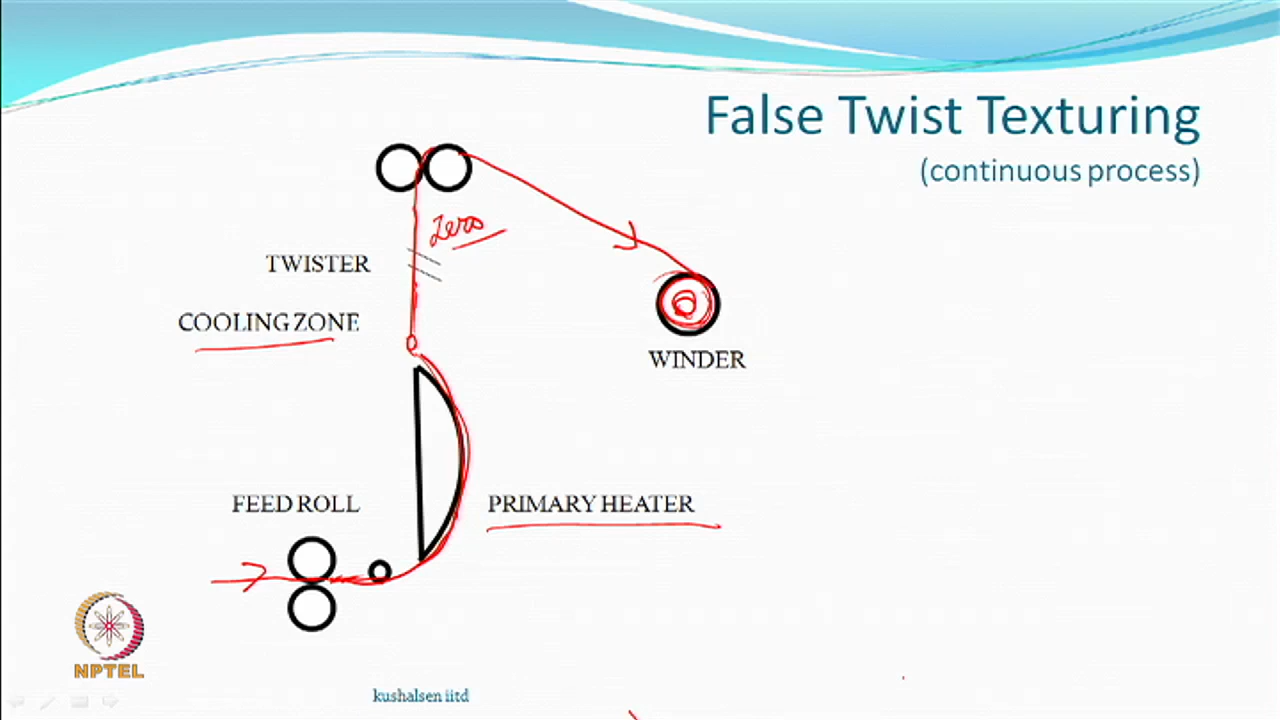 False Twist Texturing
(continuous process)
Zero
TWISTER
COOLING ZONE
WINDER
FEED ROLL
PRIMARY HEATER
NPTEL
kushalsen iitd